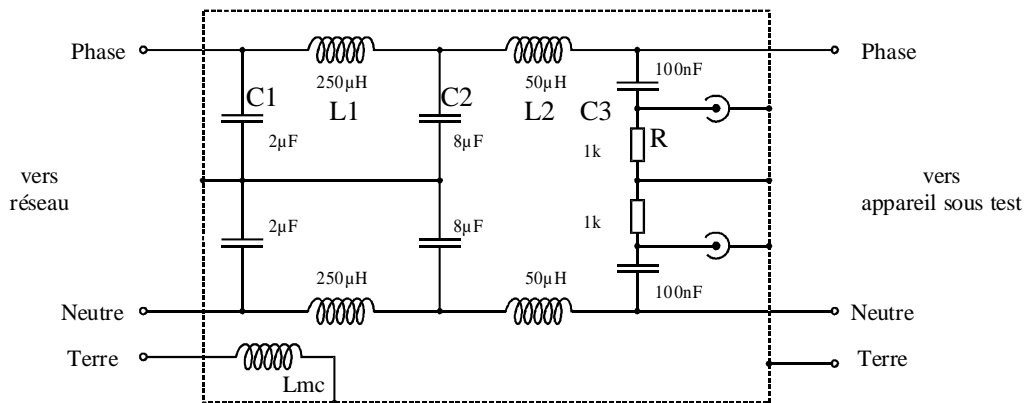 Phase
Phase
250µH
L1
50µH
L2
100nF
C1
C2
C3
2µF
8µF
1k
R
vers
réseau
vers
appareil sous test
2µF
8µF
1k
250µH
50µH
100nF
Neutre
Neutre
Terre
Lmc
Terre